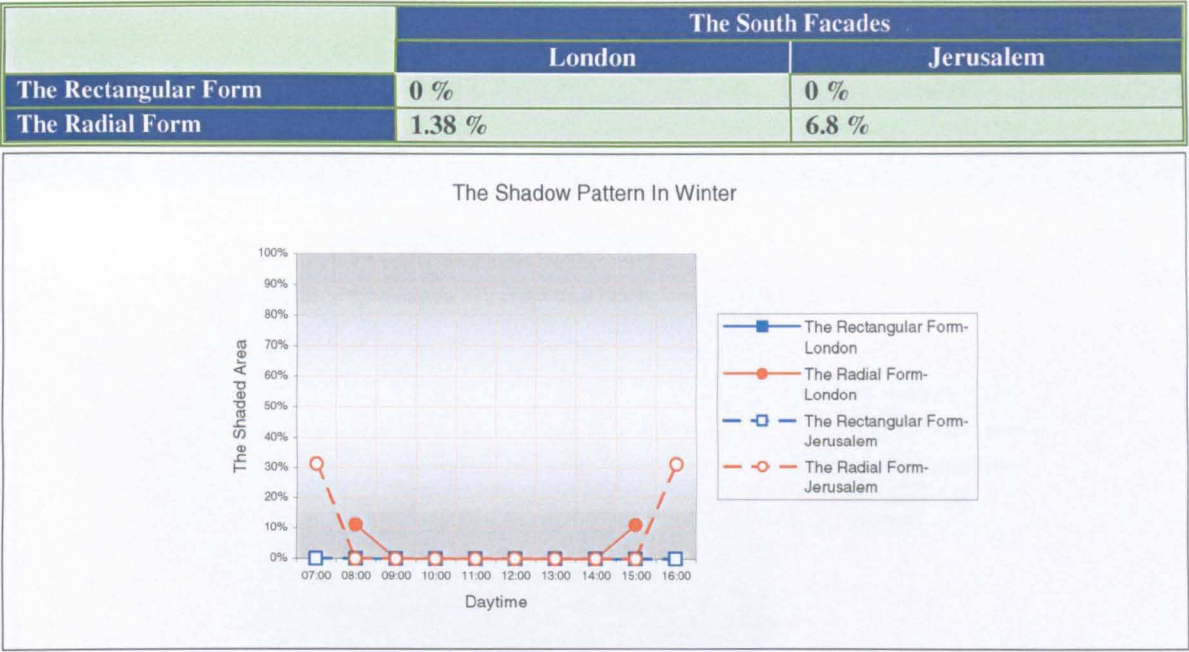 The South Facades
London Jerusalem
The Rectangular Form 0 % 0 %
The Radial Form 1.38 % 6.8 %
The Shadow Pattern In Winter
100%
90%
80%
70%
60%
50%
40%
30%
20%
10%
0%
The Shaded Area
07:00 08:00 09:00 10:00 11:00 12:00 13:00 14:00 15:00 16:00
Daytime
The Rectangular Form-
London
The Radial Form-
London
The Rectangular Form-
Jerusalem
The Radial Form-
Jerusalem